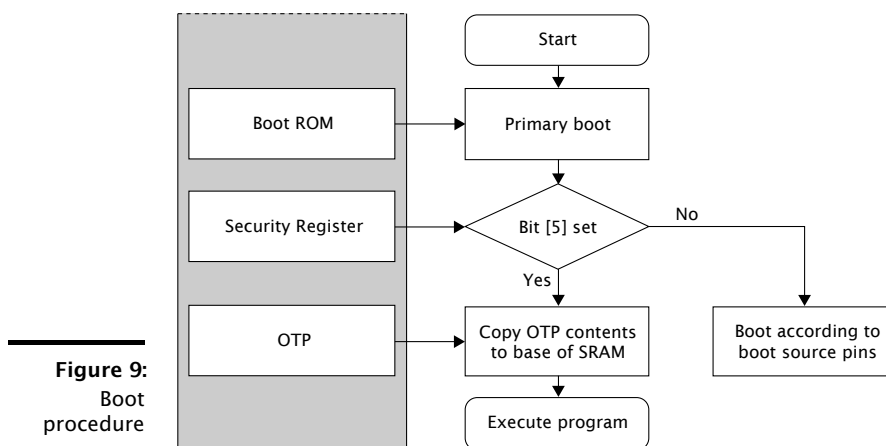 Start
Boot ROM
Primary boot
Security Register
Bit [5] set
No
Yes
OTP
Copy OTP contents
to base of SRAM
Boot according to
boot source pins
Execute program
Figure 9:
Boot
procedure